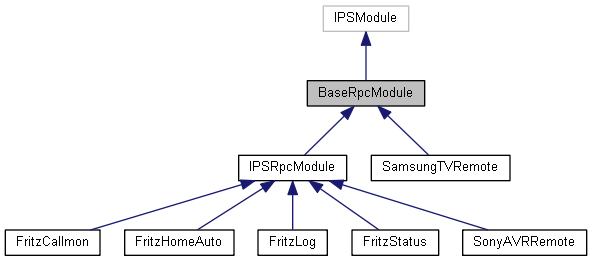 IPSModule
BaseRpcModule
IPSRpcModule
SamsungTVRemote
FritzCallmon
FritzHomeAuto
FritzLog
FritzStatus
SonyAVRRemote